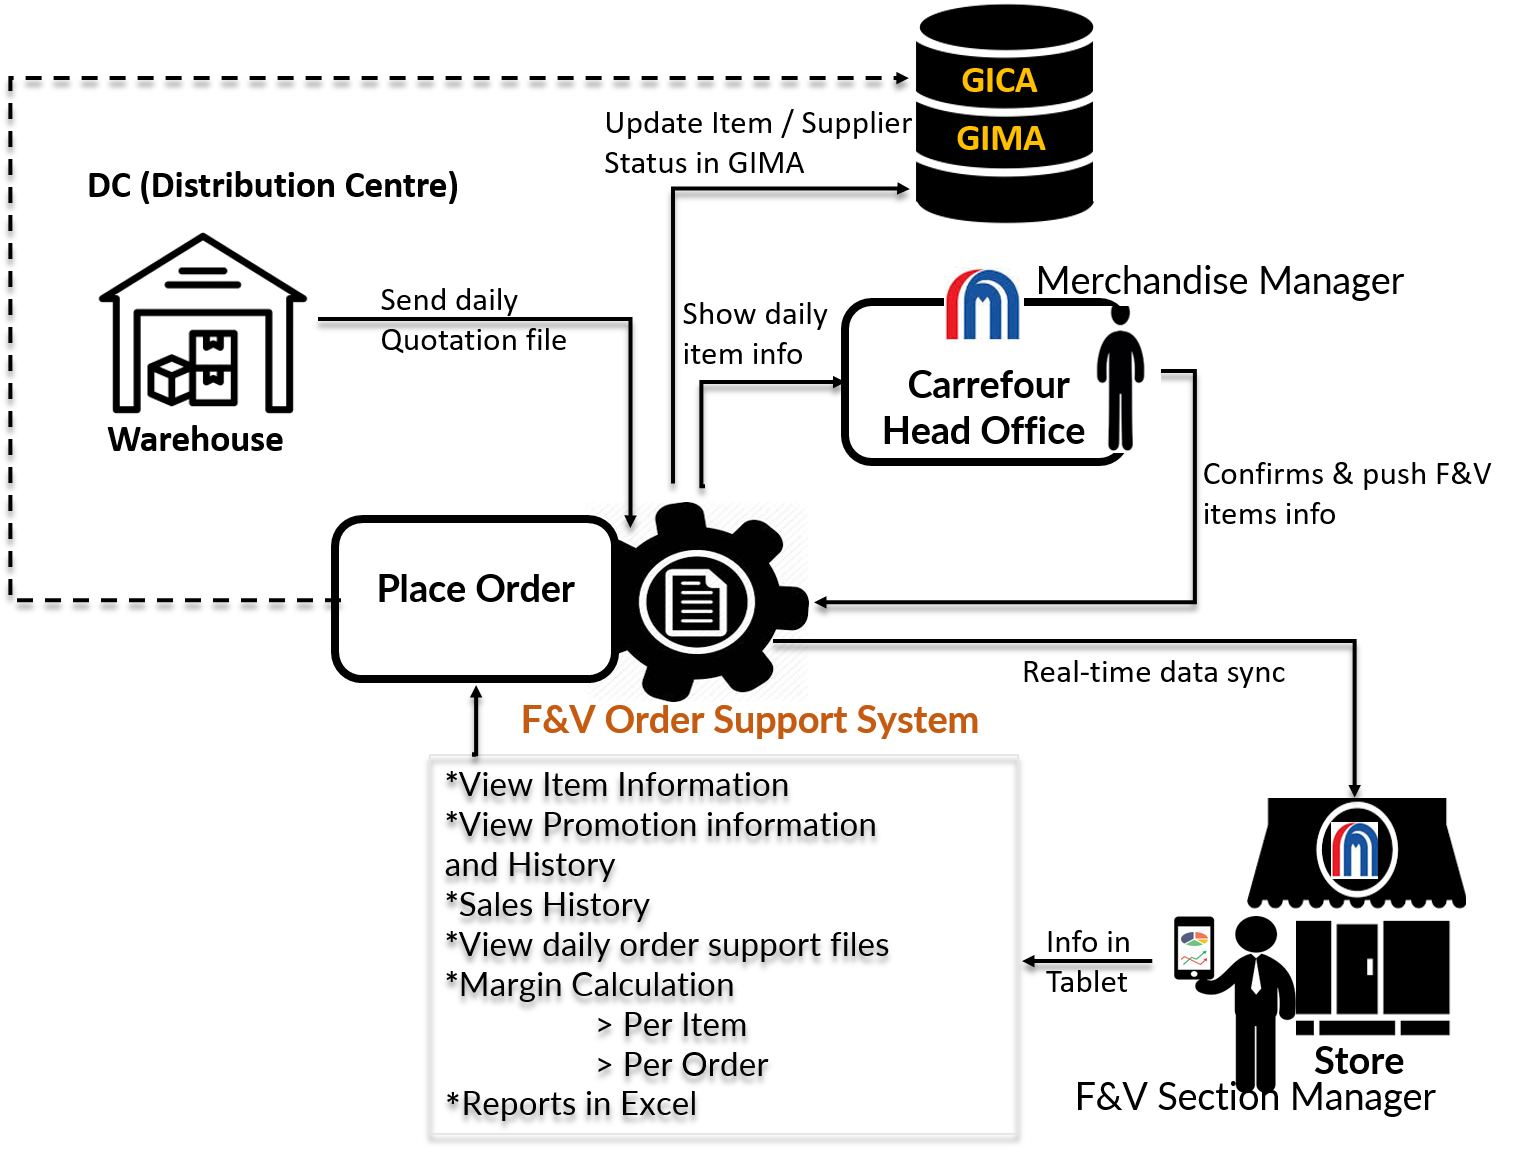 GICA
GIMA
Update Item / Supplier
Status in GIMA
DC (Distribution Centre)
Warehouse
Send daily
Quotation file
Show daily
item info
Merchandise Manager
Carrefour
Head Office
Confirms & push F&V
items info
Place Order
F&V Order Support System
Real-time data sync
*View Item Information
*View Promotion information
and History
*Sales History
*View daily order support files
*Margin Calculation
> Per Item
> Per Order
*Reports in Excel
Info in
Tablet
Store
F&V Section Manager